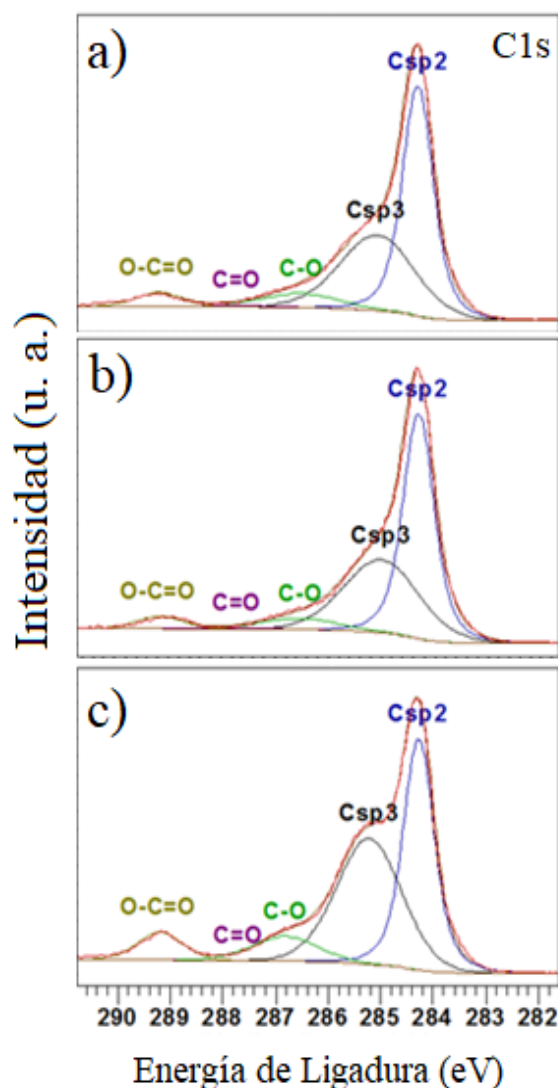 a)
C1s
Csp2
Csp3
O-C=O
C=O
C-O
b)
Csp2
Csp3
O-C=O
C=O
C-O
c)
Csp2
Csp3
O-C=O
C=O
C-O
Intensidad (u. a.)
290 289 288 287 286 285 284 283 282
Energía de Ligadura (eV)